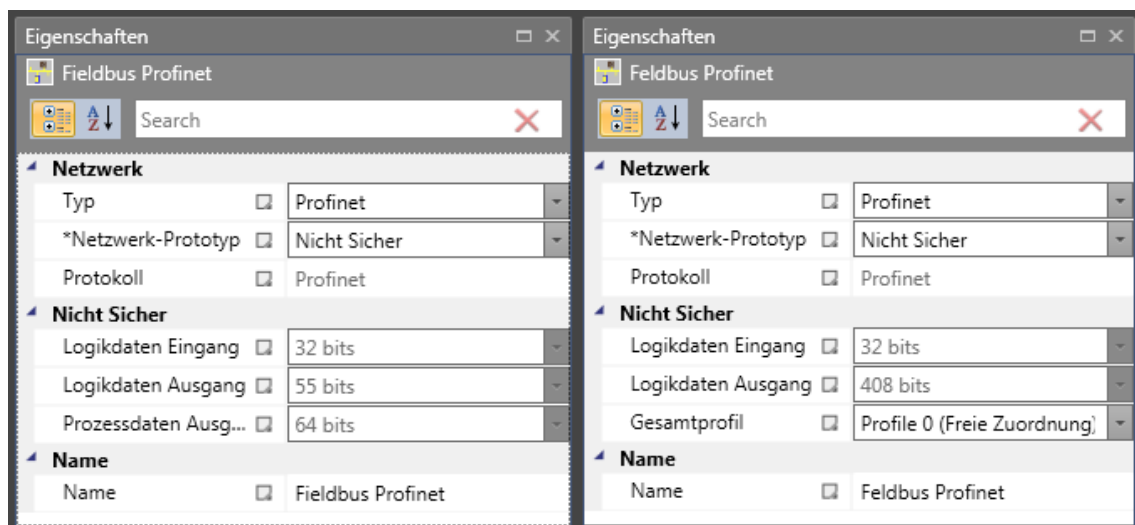 Eigenschaften
Fieldbus Profinet
Search
Netzwerk
Typ Profinet
*Netzwerk-Prototyp Nicht Sicher
Protokoll Profinet
Nicht Sicher
Logikdaten Eingang 32 bits
Logikdaten Ausgang 55 bits
Prozessdaten Ausg... 64 bits
Name
Name Fieldbus Profinet
Eigenschaften
Feldbus Profinet
Search
Netzwerk
Typ Profinet
*Netzwerk-Prototyp Nicht Sicher
Protokoll Profinet
Nicht Sicher
Logikdaten Eingang 32 bits
Logikdaten Ausgang 408 bits
Gesamtprofil Profile 0 (Freie Zuordnung)
Name
Name Feldbus Profinet